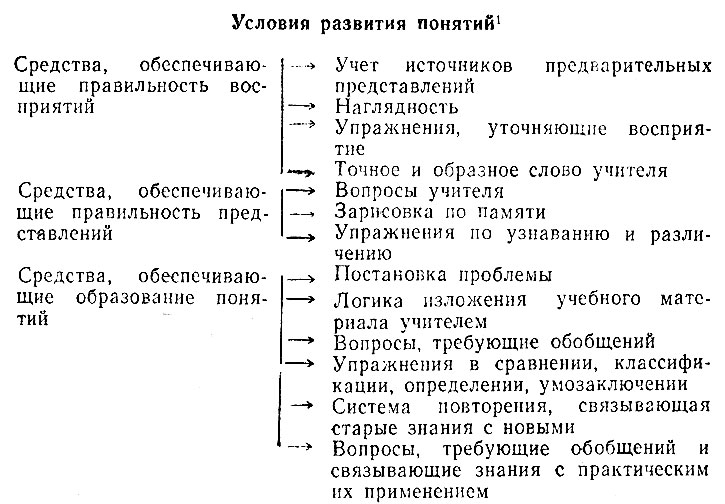 Условия развития понятий¹
Средства, обеспечиваю-
щие правильность вос-
приятий
Учет источников предварительных
представлений
Наглядность
Упражнения, уточняющие восприя-
тие
Точное и образное слово учителя
Средства, обеспечиваю-
щие правильность пред-
ставлений
Вопросы учителя
Зарисовка по памяти
Упражнения по узнаванию и разли-
чению
Средства, обеспечиваю-
щие образование поня-
тий
Постановка проблемы
Логика изложения учебного мате-
риала учителем
Вопросы, требующие обобщений
Упражнения в сравнении, классифи-
кации, определении, умозаключении
Система повторения, связывающая
старые знания с новыми
Вопросы, требующие обобщений и
связывающие знания с практическим
их применением